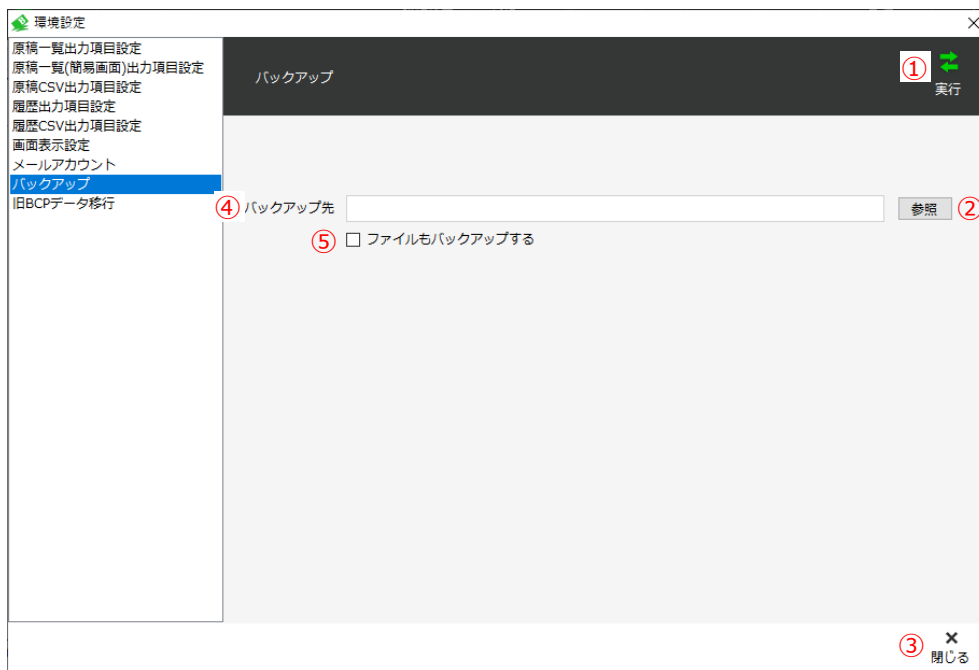 環境設定
原稿一覧出力項目設定
原稿一覧(簡易画面)出力項目設定
原稿CSV出力項目設定
履歴出力項目設定
履歴CSV出力項目設定
画面表示設定
メールアカウント
バックアップ
旧BCPデータ移行
バックアップ
① 実行
④ バックアップ先 参照 ②
⑤ ファイルもバックアップする
③ 閉じる